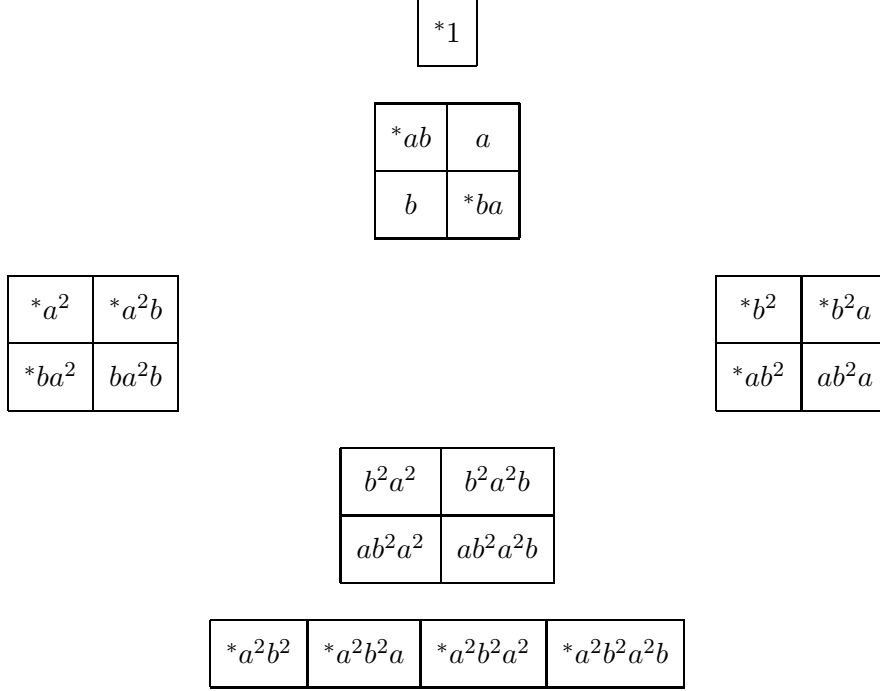 *1
*ab a
b *ba
*a² *a²b *b² *b²a
*ba² ba²b *ab² ab²a
b²a² b²a²b
ab²a² ab²a²b
*a²b² *a²b²a *a²b²a² *a²b²a²b